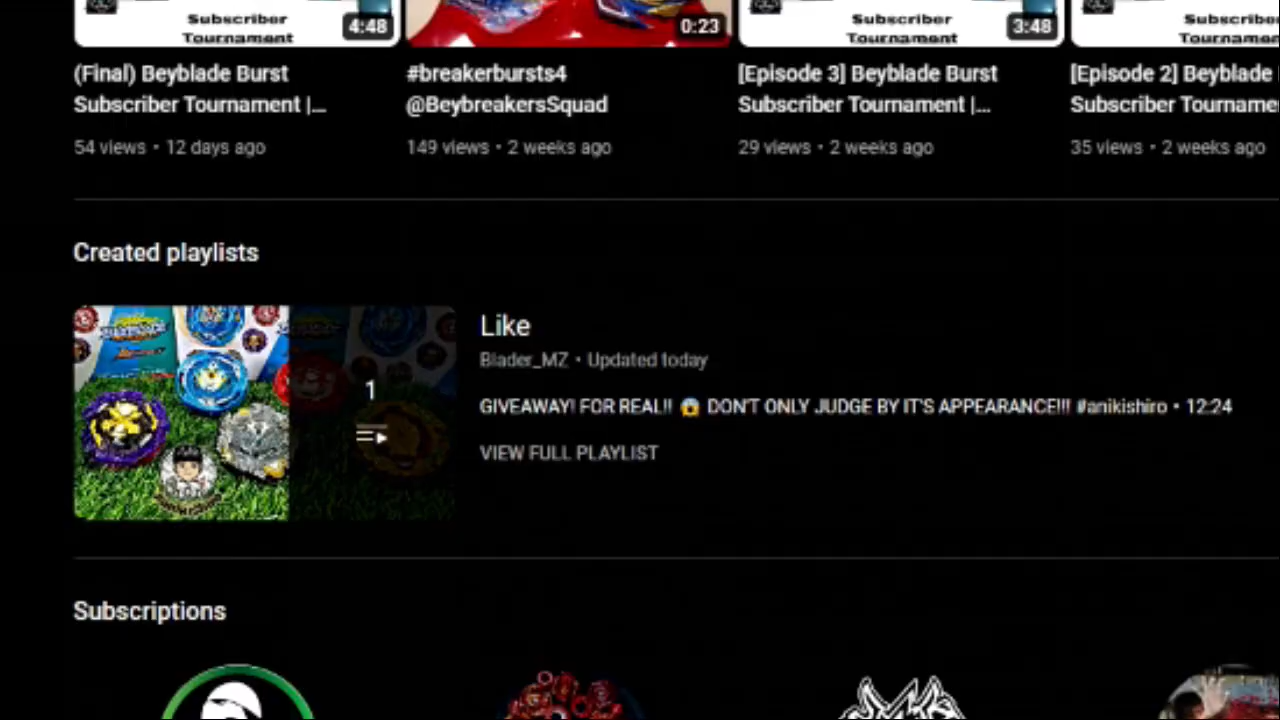 Subscriber
Tournament
4:48
0:23
Subscriber
Tournament
3:48
Subscriber
Tournament
(Final) Beyblade Burst
Subscriber Tournament |...
54 views • 12 days ago
#breakerbursts4
@BeybreakersSquad
149 views • 2 weeks ago
[Episode 3] Beyblade Burst
Subscriber Tournament |...
29 views • 2 weeks ago
[Episode 2] Beyblade
Subscriber Tourname
35 views • 2 weeks ago
Created playlists
1
Like
Blader_MZ • Updated today
GIVEAWAY! FOR REAL!! 😱 DON'T ONLY JUDGE BY IT'S APPEARANCE!!! #anikishiro • 12:24
VIEW FULL PLAYLIST
Subscriptions